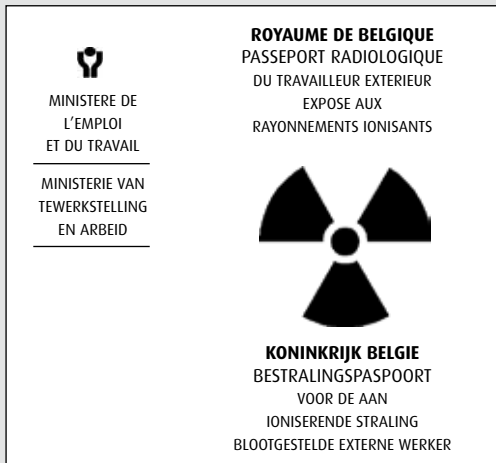 MINISTERE DE
L'EMPLOI
ET DU TRAVAIL
MINISTERIE VAN
TEWERKSTELLING
EN ARBEID
ROYAUME DE BELGIQUE
PASSEPORT RADIOLOGIQUE
DU TRAVAILLEUR EXTERIEUR
EXPOSE AUX
RAYONNEMENTS IONISANTS
KONINKRIJK BELGIE
BESTRALINGSPASPOORT
VOOR DE AAN
IONISERENDE STRALING
BLOOTGESTELDE EXTERNE WERKER